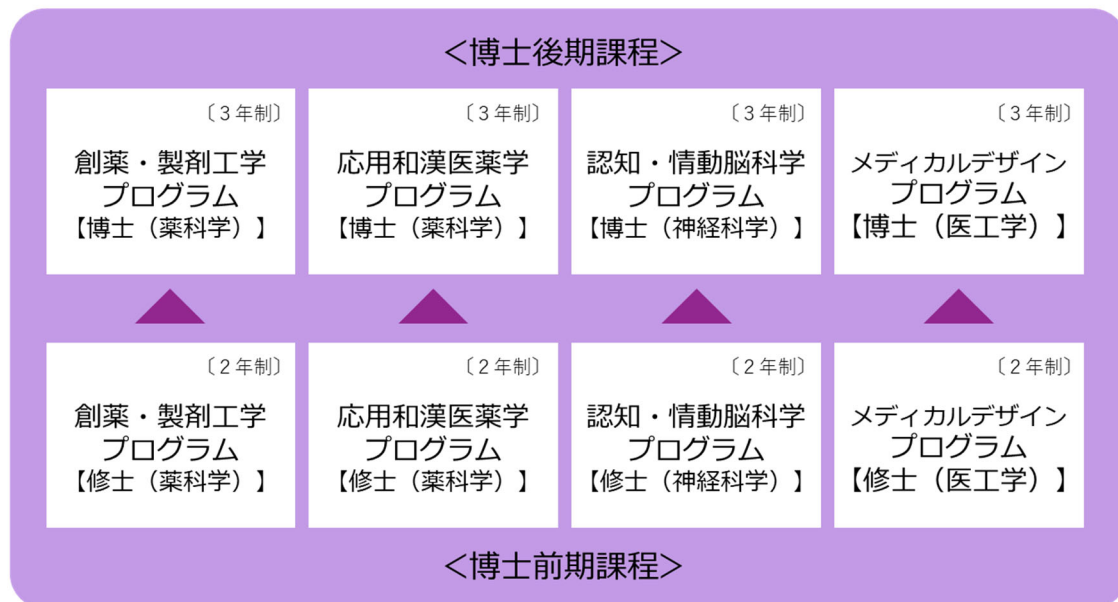 ＜博士後期課程＞
〔３年制〕
創薬・製剤工学
プログラム
【博士（薬科学）】
〔３年制〕
応用和漢医薬学
プログラム
【博士（薬科学）】
〔３年制〕
認知・情動脳科学
プログラム
【博士（神経科学）】
〔３年制〕
メディカルデザイン
プログラム
【博士（医工学）】
〔２年制〕
創薬・製剤工学
プログラム
【修士（薬科学）】
〔２年制〕
応用和漢医薬学
プログラム
【修士（薬科学）】
〔２年制〕
認知・情動脳科学
プログラム
【修士（神経科学）】
〔２年制〕
メディカルデザイン
プログラム
【修士（医工学）】
＜博士前期課程＞